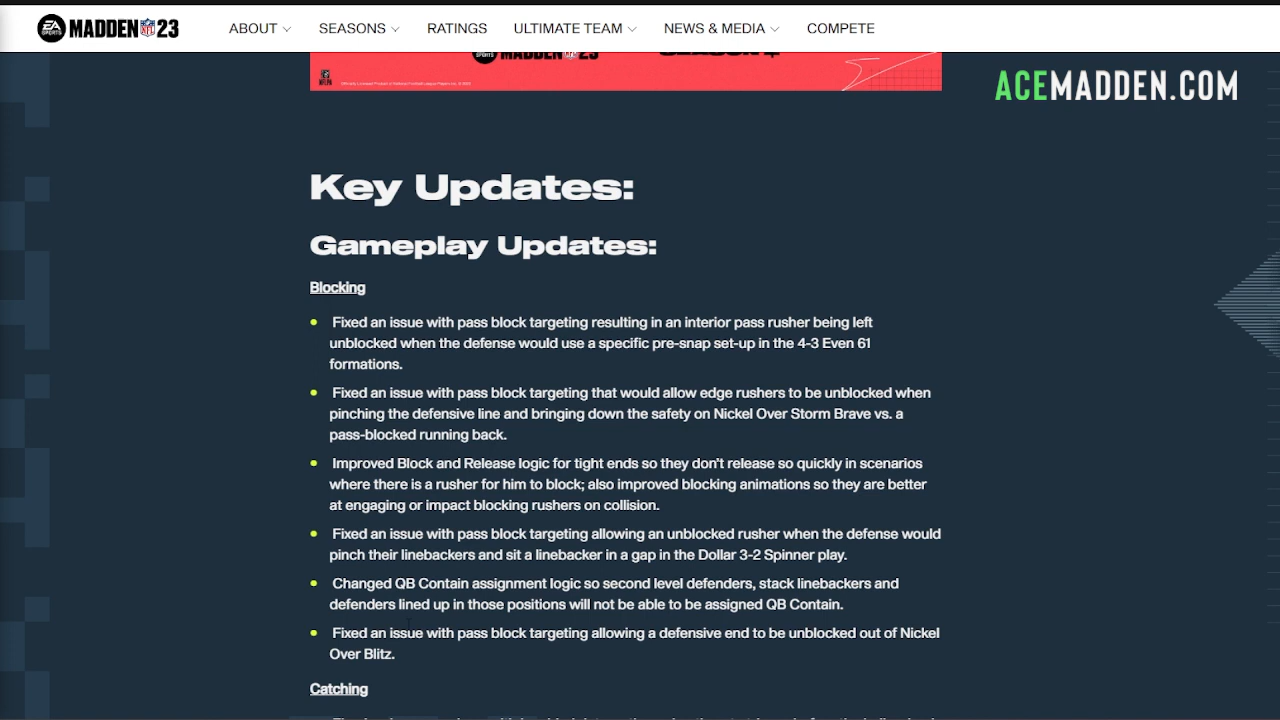 EA SPORTS MADDEN NFL 23 ABOUT SEASONS RATINGS ULTIMATE TEAM NEWS & MEDIA COMPETE
ACEMADDEN.COM
Key Updates:
Gameplay Updates:
Blocking
Fixed an issue with pass block targeting resulting in an interior pass rusher being left
unblocked when the defense would use a specific pre-snap set-up in the 4-3 Even 61
formations.
Fixed an issue with pass block targeting that would allow edge rushers to be unblocked when
pinching the defensive line and bringing down the safety on Nickel Over Storm Brave vs. a
pass-blocked running back.
Improved Block and Release logic for tight ends so they don't release so quickly in scenarios
where there is a rusher for him to block; also improved blocking animations so they are better
at engaging or impact blocking rushers on collision.
Fixed an issue with pass block targeting allowing an unblocked rusher when the defense would
pinch their linebackers and sit a linebacker in a gap in the Dollar 3-2 Spinner play.
Changed QB Contain assignment logic so second level defenders, stack linebackers and
defenders lined up in those positions will not be able to be assigned QB Contain.
Fixed an issue with pass block targeting allowing a defensive end to be unblocked out of Nickel
Over Blitz.
Catching